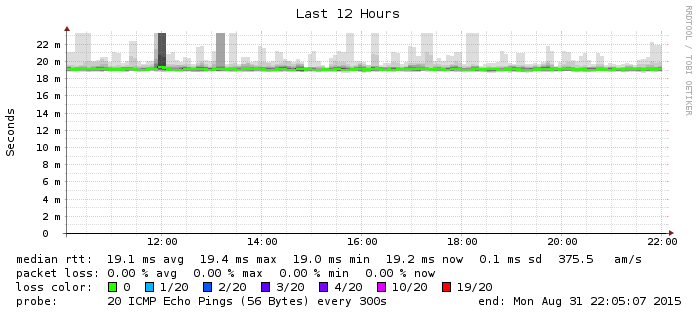 Last 12 Hours
RRDTOOL / TOBI OETIKER
Seconds
22 m
20 m
18 m
16 m
14 m
12 m
10 m
8 m
6 m
4 m
2 m
0
12:00 14:00 16:00 18:00 20:00 22:00
median rtt: 19.1 ms avg 19.4 ms max 19.0 ms min 19.2 ms now 0.1 ms sd 375.5 am/s
packet loss: 0.00 % avg 0.00 % max 0.00 % min 0.00 % now
loss color: 0 1/20 2/20 3/20 4/20 10/20 19/20
probe: 20 ICMP Echo Pings (56 Bytes) every 300s end: Mon Aug 31 22:05:07 2015